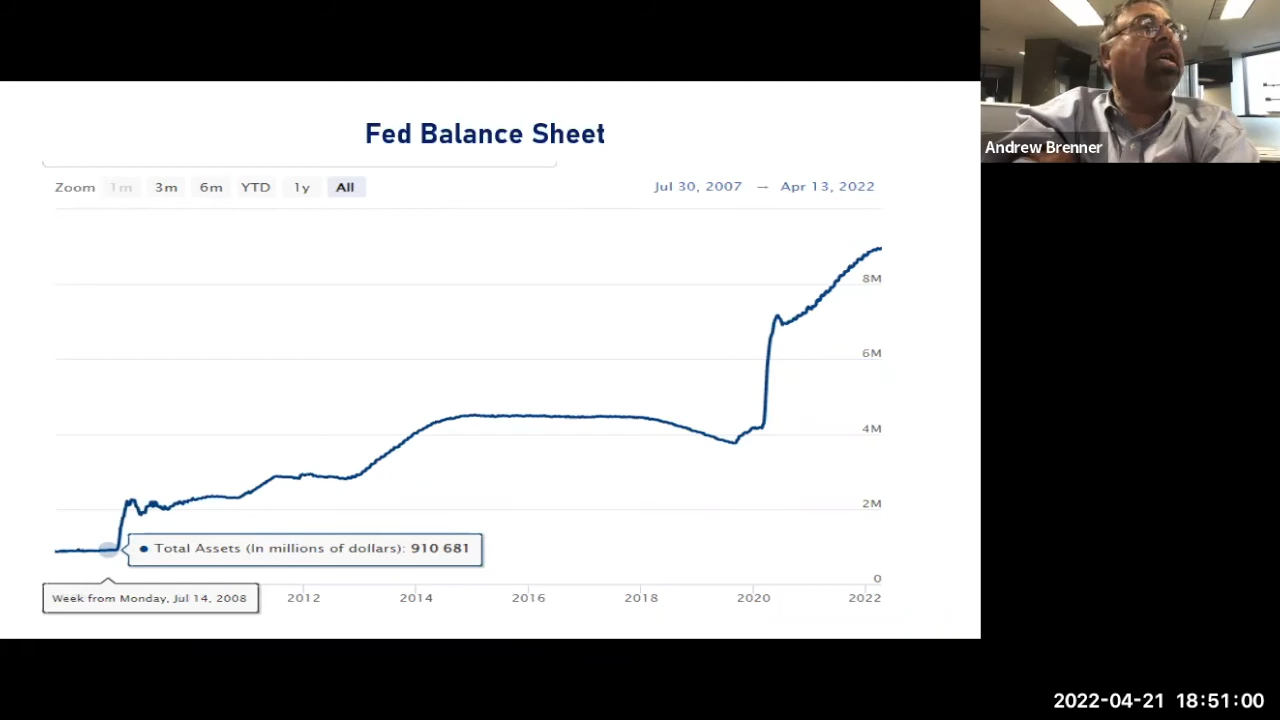 Fed Balance Sheet
Zoom 1m 3m 6m YTD 1y All
Jul 30, 2007 → Apr 13, 2022
8M
6M
4M
2M
0
● Total Assets (In millions of dollars): 910 681
Week from Monday, Jul 14, 2008
2012 2014 2016 2018 2020 2022
Andrew Brenner
2022-04-21 18:51:00